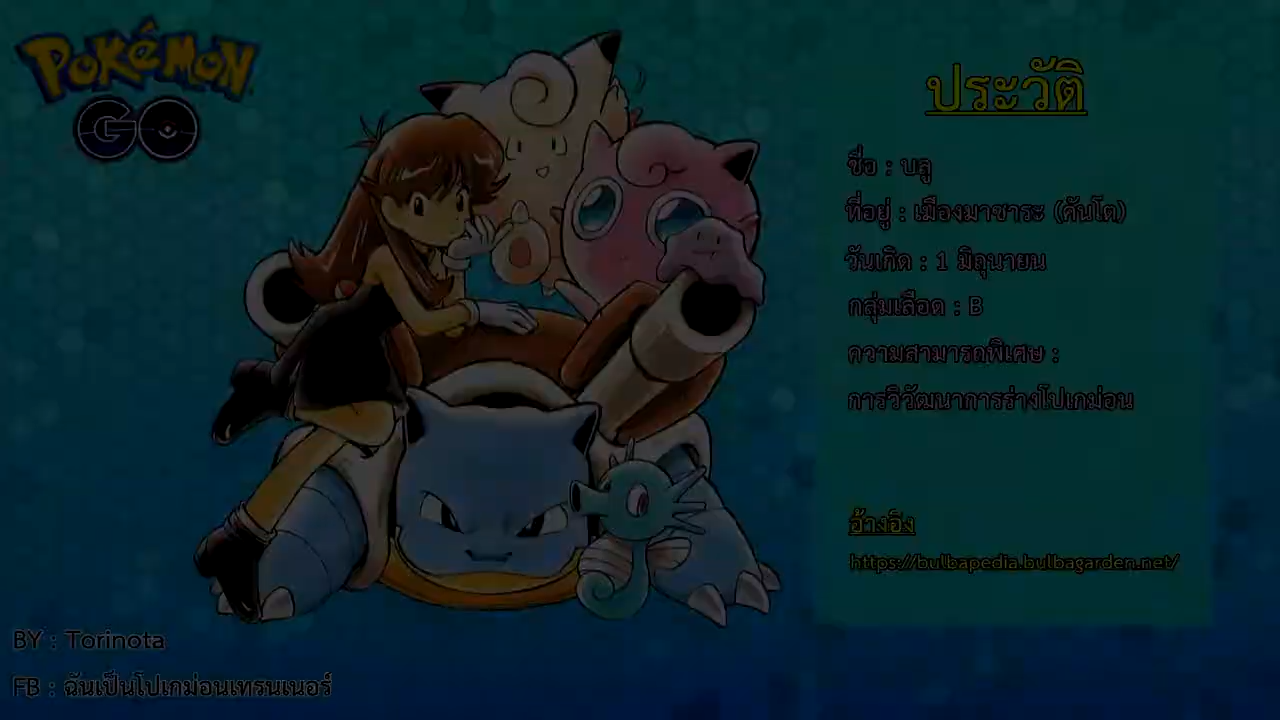 POKéMON
GO
ประวัติ
ชื่อ : บลู
ที่อยู่ : เมืองมาซาระ (คันโต)
วันเกิด : 1 มิถุนายน
กลุ่มเลือด : B
ความสามารถพิเศษ :
การวิวัฒนาการร่างโปเกม่อน
อ้างอิง
https://bulbapedia.bulbagarden.net/
BY : Torinota
FB : ฉันเป็นโปเกม่อนเทรนเนอร์